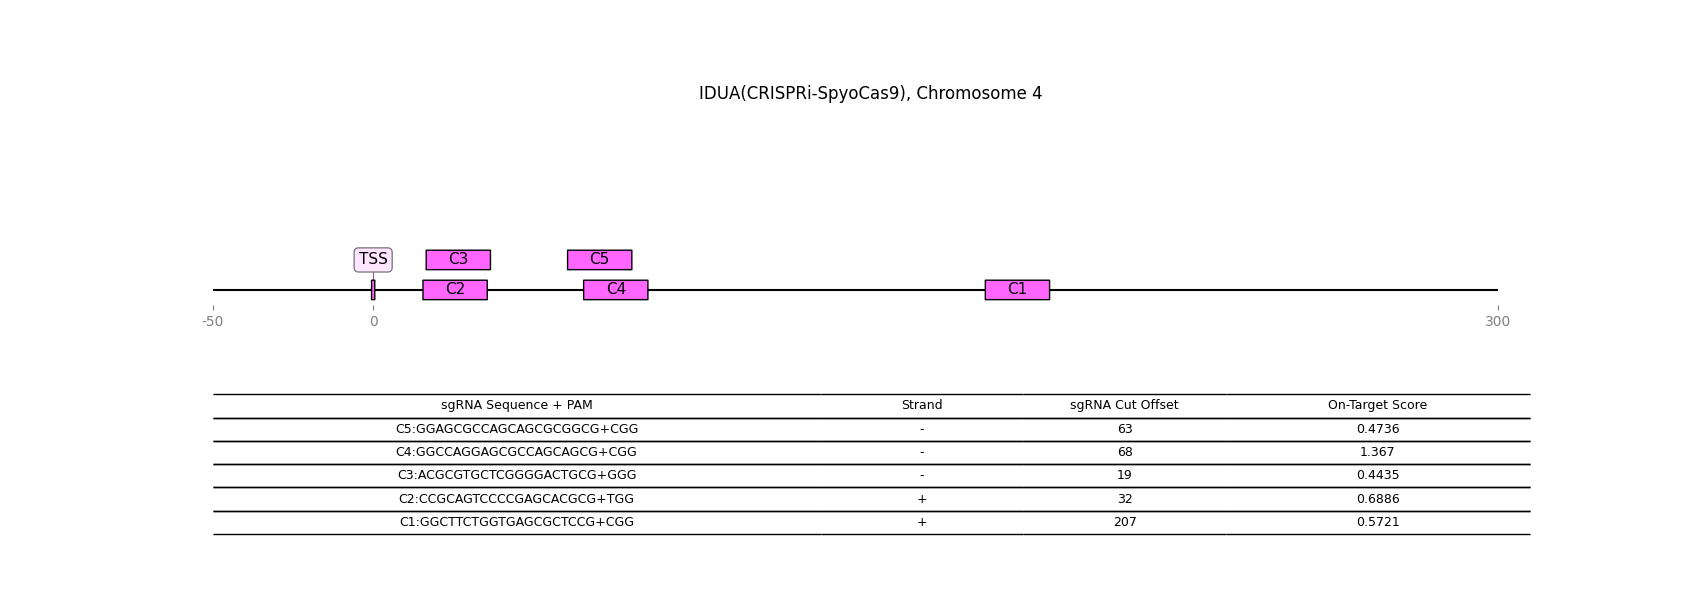 IDUA(CRISPRi-SpyoCas9), Chromosome 4
TSS C3 C5
C2 C4 C1
-50 0 300
sgRNA Sequence + PAM Strand sgRNA Cut Offset On-Target Score
C5:GGAGCGCCAGCAGCGCGGCG+CGG - 63 0.4736
C4:GGCCAGGAGCGCCAGCAGCG+CGG - 68 1.367
C3:ACGCGTGCTCGGGGACTGCG+GGG - 19 0.4435
C2:CCGCAGTCCCCGAGCACGCG+TGG + 32 0.6886
C1:GGCTTCTGGTGAGCGCTCCG+CGG + 207 0.5721